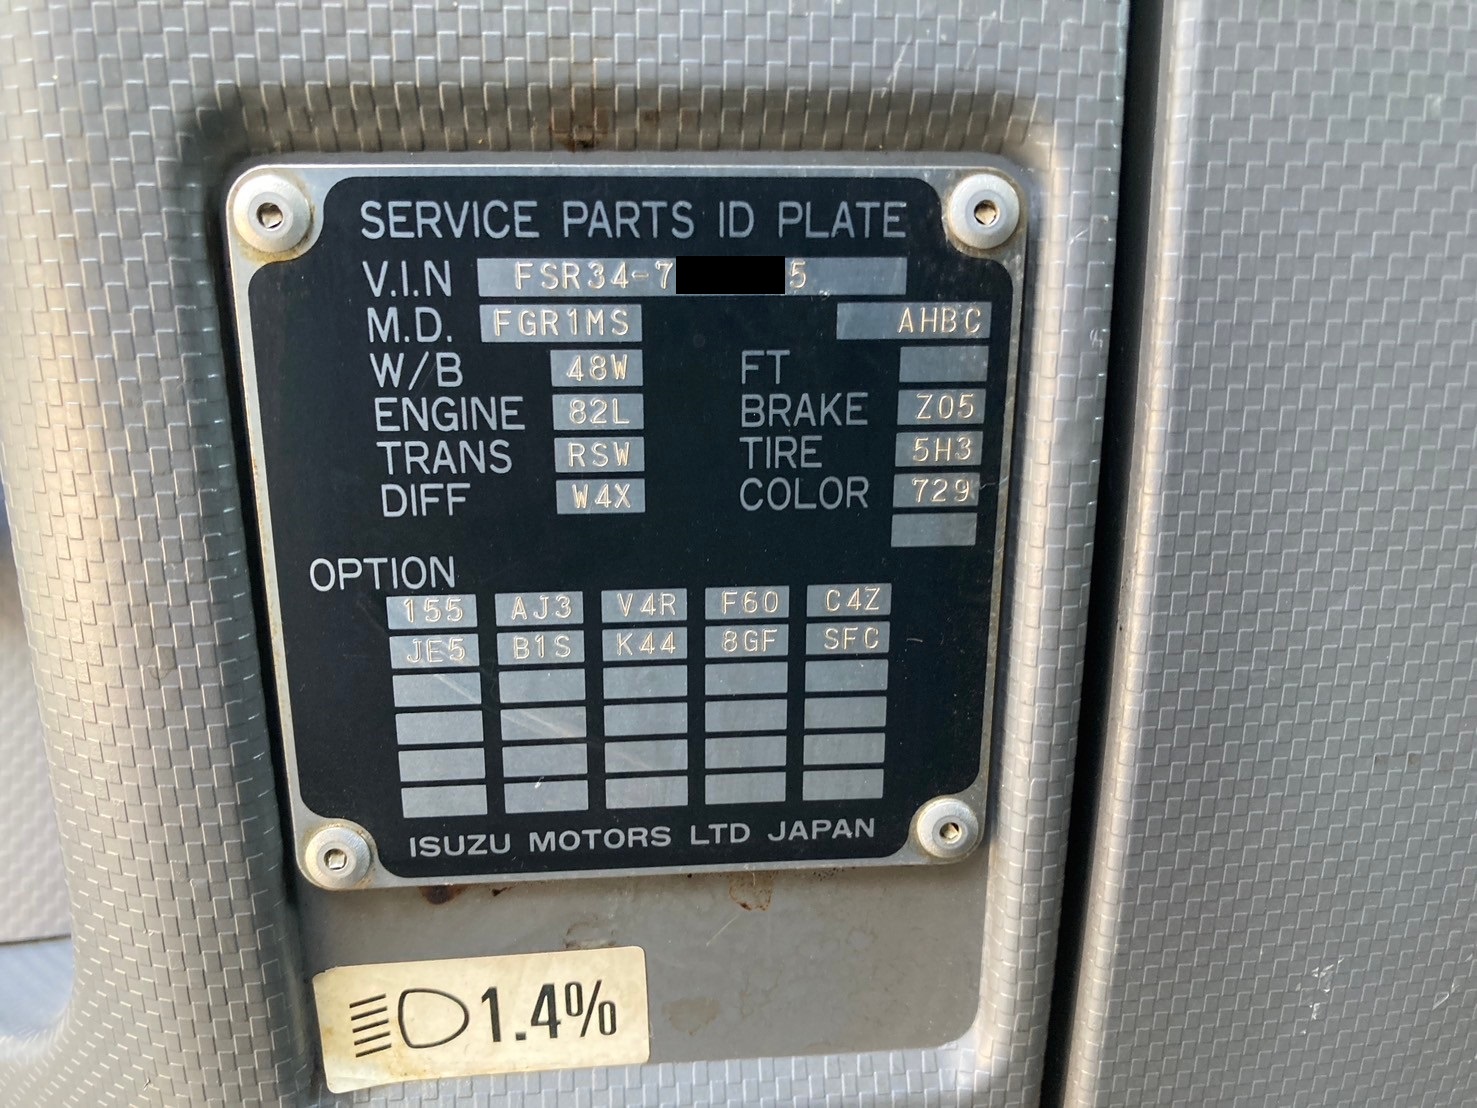 SERVICE PARTS ID PLATE
V.I.N FSR34-7 5
M.D. FGR1MS AHBC
W/B 48W FT
ENGINE 82L BRAKE Z05
TRANS RSW TIRE 5H3
DIFF W4X COLOR 729
OPTION
155 AJ3 V4R F60 C4Z
JE5 B1S K44 8GF SFC
ISUZU MOTORS LTD JAPAN
1.4%